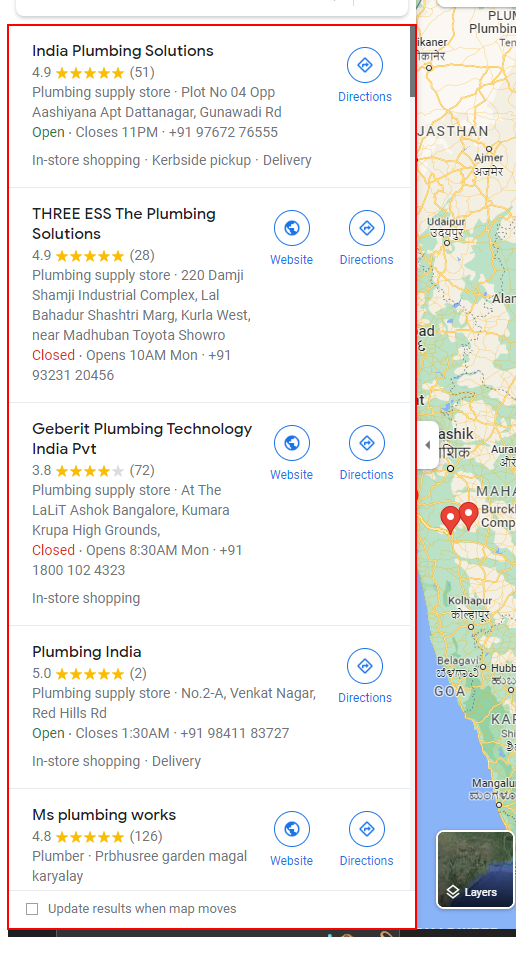 India Plumbing Solutions
4.9 (51)
Directions
Plumbing supply store · Plot No 04 Opp
Aashiyana Apt Dattanagar, Gunawadi Rd
Open · Closes 11PM · +91 97672 76555
In-store shopping · Kerbside pickup · Delivery
THREE ESS The Plumbing
Solutions
4.9 (28)
Website
Directions
Plumbing supply store · 220 Damji
Shamji Industrial Complex, Lal
Bahadur Shashtri Marg, Kurla West,
near Madhuban Toyota Showro
Closed · Opens 10AM Mon · +91
93231 20456
Geberit Plumbing Technology
India Pvt
3.8 (72)
Website
Directions
Plumbing supply store · At The
LaLiT Ashok Bangalore, Kumara
Krupa High Grounds,
Closed · Opens 8:30AM Mon · +91
1800 102 4323
In-store shopping
Plumbing India
5.0 (2)
Directions
Plumbing supply store · No.2-A, Venkat Nagar,
Red Hills Rd
Open · Closes 1:30AM · +91 98411 83727
In-store shopping · Delivery
Ms plumbing works
4.8 (126)
Website
Directions
Plumber · Prbhusree garden magal
karyalay
Update results when map moves
PLUM
Plumbin
Ten
ikaner
कानेर
JASTHAN
Ajmer
अजमेर
Udaipur
उदयपुर
Alan
ad
ot
ashik
शिक
Aurar
MAHA
Burckl
Comp
Kolhapur
कोल्हापूर
Belagavi
ಬೆಳಗಾವಿ
Hubb
GOA
KAR
Mangalu
Layers